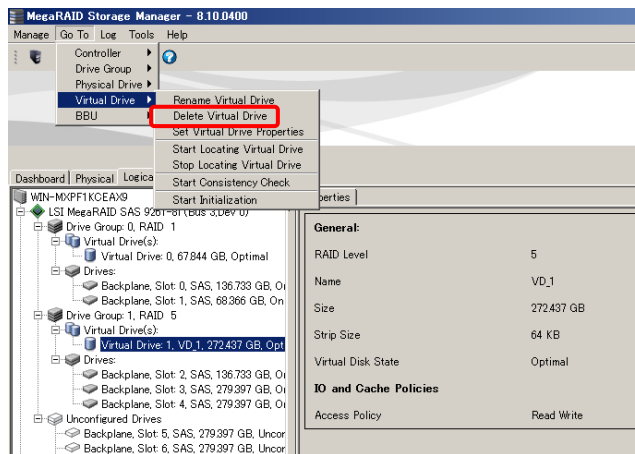 MegaRAID Storage Manager - 8.10.0400
Manage Go To Log Tools Help
Controller
Drive Group
Physical Drive
Virtual Drive
BBU
Rename Virtual Drive
Delete Virtual Drive
Set Virtual Drive Properties
Start Locating Virtual Drive
Stop Locating Virtual Drive
Start Consistency Check
Start Initialization
Dashboard Physical Logica
WIN-MXPF1KCEAX9
LSI MegaRAID SAS 9261-8i (Bus 3,Dev 0)
Drive Group: 0, RAID 1
Virtual Drive(s):
Virtual Drive: 0, 67.844 GB, Optimal
Drives:
Backplane, Slot: 0, SAS, 136.733 GB, On
Backplane, Slot: 1, SAS, 68.366 GB, On
Drive Group: 1, RAID 5
Virtual Drive(s):
Virtual Drive: 1, VD_1, 272.437 GB, Opt
Drives:
Backplane, Slot: 2, SAS, 136.733 GB, On
Backplane, Slot: 3, SAS, 279.397 GB, On
Backplane, Slot: 4, SAS, 279.397 GB, On
Unconfigured Drives
Backplane, Slot: 5, SAS, 279.397 GB, Uncor
Backplane, Slot: 6, SAS, 279.397 GB, Uncor
perties
General:
RAID Level 5
Name VD_1
Size 272.437 GB
Strip Size 64 KB
Virtual Disk State Optimal
IO and Cache Policies
Access Policy Read Write